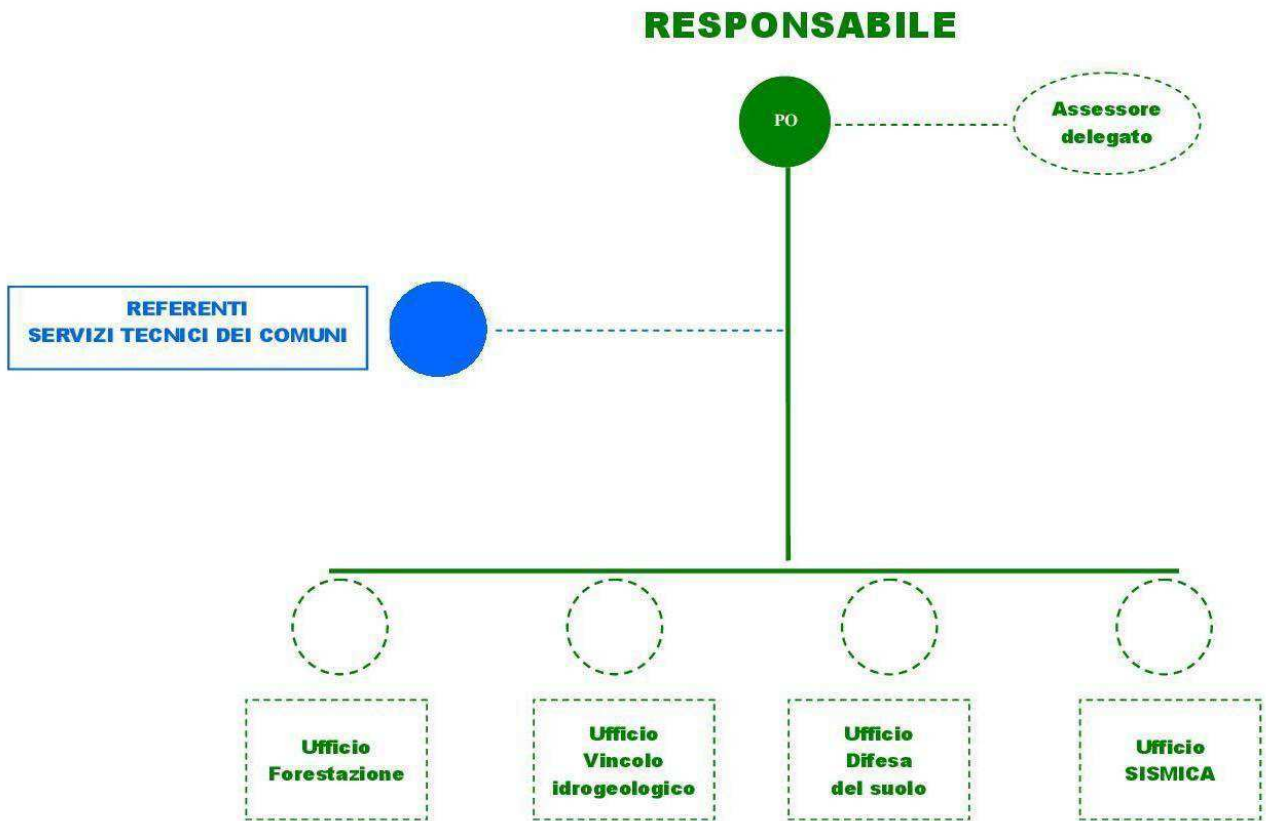 RESPONSABILE
PO
Assessore
delegato
REFERENTI
SERVIZI TECNICI DEI COMUNI
Ufficio
Forestazione
Ufficio
Vincolo
idrogeologico
Ufficio
Difesa
del suolo
Ufficio
SISMICA